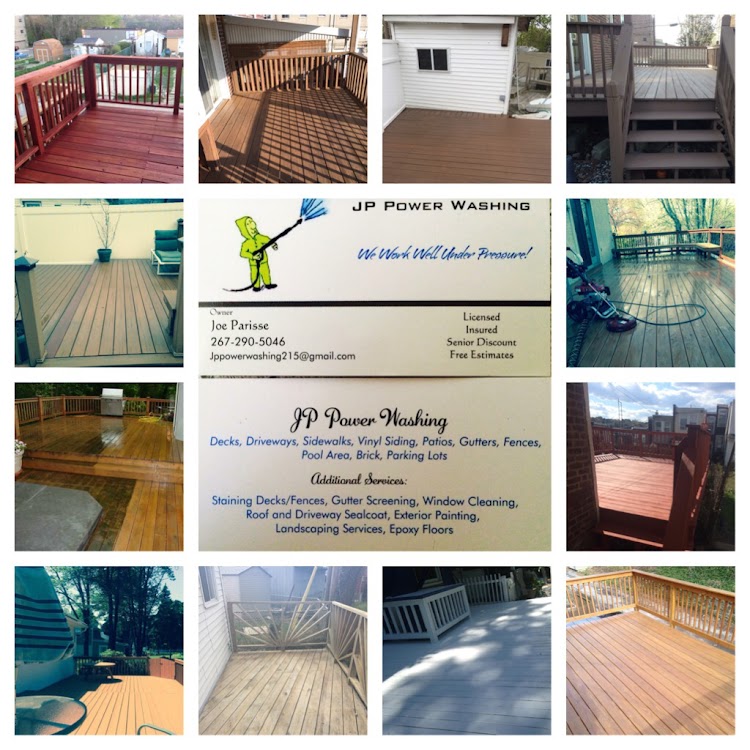 JP POWER WASHING
We Work Well Under Pressure!
Owner
Joe Parisse
267-290-5046
Jppowerwashing215@gmail.com
Licensed
Insured
Senior Discount
Free Estimates
JP Power Washing
Decks, Driveways, Sidewalks, Vinyl Siding, Patios, Gutters, Fences,
Pool Area, Brick, Parking Lots
Additional Services:
Staining Decks/Fences, Gutter Screening, Window Cleaning,
Roof and Driveway Sealcoat, Exterior Painting,
Landscaping Services, Epoxy Floors